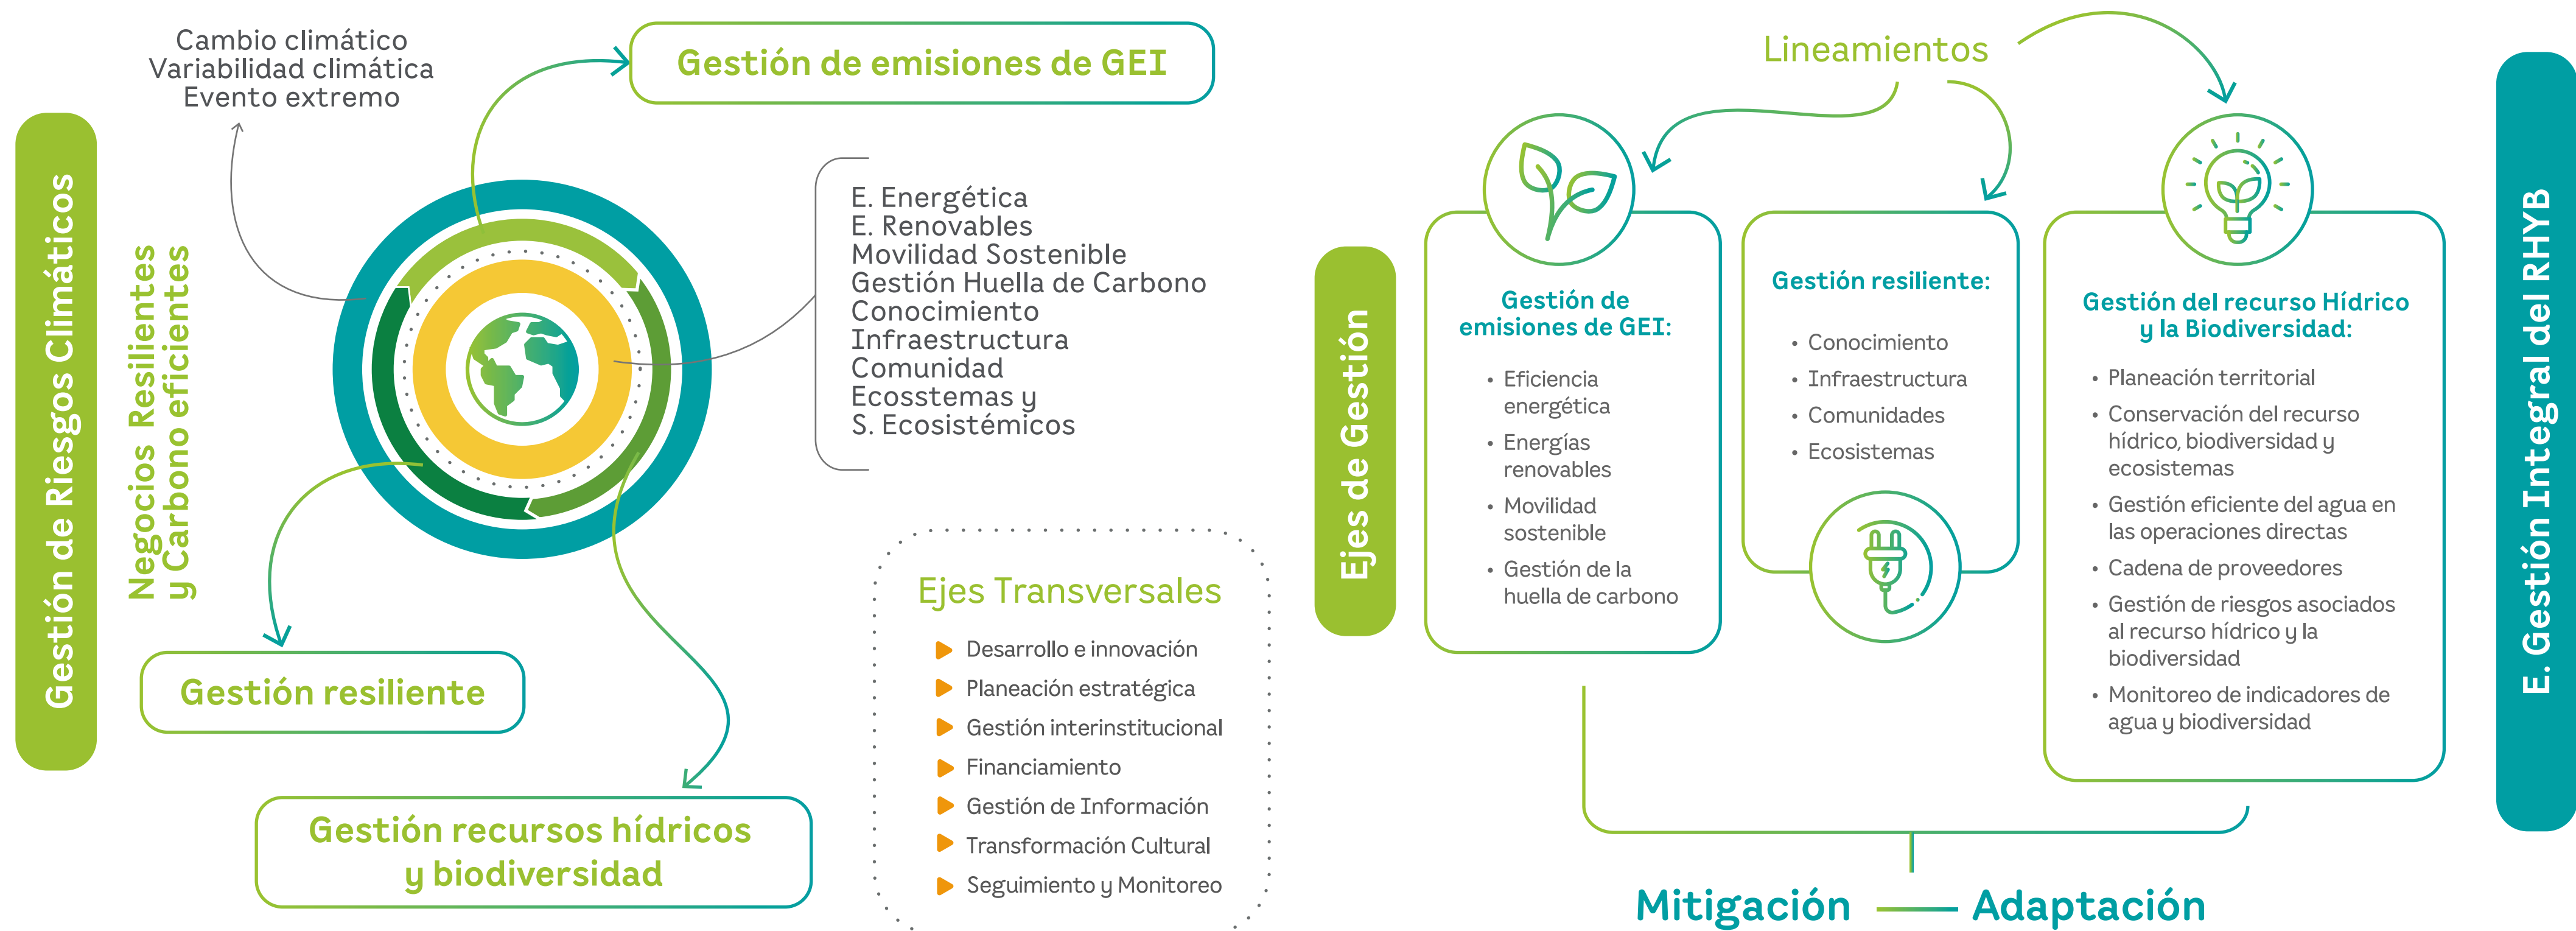 Gestión de Riesgos Climáticos
Negocios Resilientes
y Carbono eficientes
Cambio climático
Variabilidad climática
Evento extremo
Gestión de emisiones de GEI
E. Energética
E. Renovables
Movilidad Sostenible
Gestión Huella de Carbono
Conocimiento
Infraestructura
Comunidad
Ecosstemas y
S. Ecosistémicos
Gestión resiliente
Gestión recursos hídricos
y biodiversidad
Ejes Transversales
Desarrollo e innovación
Planeación estratégica
Gestión interinstitucional
Financiamiento
Gestión de Información
Transformación Cultural
Seguimiento y Monitoreo
Ejes de Gestión
Lineamientos
Gestión de
emisiones de GEI:
• Eficiencia
energética
• Energías
renovables
• Movilidad
sostenible
• Gestión de la
huella de carbono
Gestión resiliente:
• Conocimiento
• Infraestructura
• Comunidades
• Ecosistemas
Gestión del recurso Hídrico
y la Biodiversidad:
• Planeación territorial
• Conservación del recurso
hídrico, biodiversidad y
ecosistemas
• Gestión eficiente del agua en
las operaciones directas
• Cadena de proveedores
• Gestión de riesgos asociados
al recurso hídrico y la
biodiversidad
• Monitoreo de indicadores de
agua y biodiversidad
Mitigación
Adaptación
E. Gestión Integral del RHYB